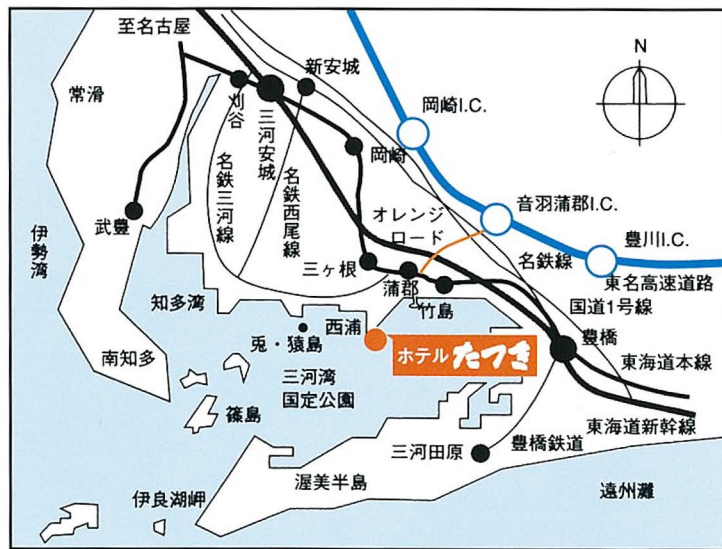 至名古屋
新安城
N
常滑
刈谷
三河安城
岡崎I.C.
岡崎
名鉄三河線
名鉄西尾線
オレンジ
ロード
音羽蒲郡I.C.
豊川I.C.
伊勢湾
武豊
三ヶ根
蒲郡
名鉄線
東名高速道路
知多湾
竹島
国道1号線
西浦
兎・猿島
豊橋
ホテル たつき
南知多
三河湾
国定公園
東海道本線
篠島
東海道新幹線
三河田原
豊橋鉄道
渥美半島
伊良湖岬
遠州灘